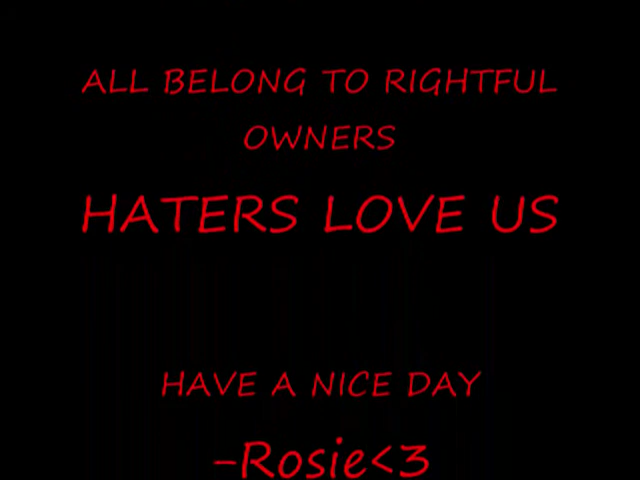 ALL BELONG TO RIGHTFUL
OWNERS
HATERS LOVE US
HAVE A NICE DAY
-Rosie<3